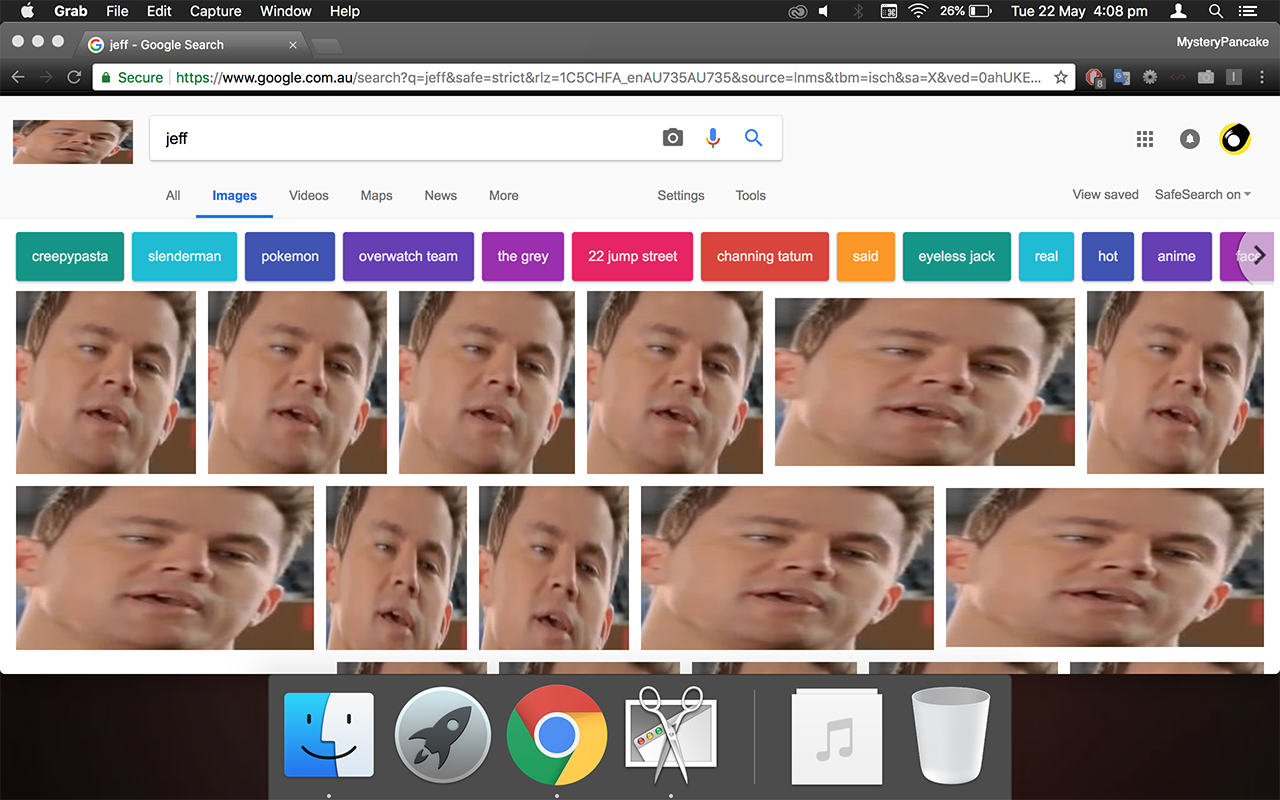 Grab File Edit Capture Window Help 26% Tue 22 May 4:08 pm
jeff - Google Search
MysteryPancake
Secure https://www.google.com.au/search?q=jeff&safe=strict&rlz=1C5CHFA_enAU735AU735&source=lnms&tbm=isch&sa=X&ved=0ahUKE... 8
jeff
All Images Videos Maps News More Settings Tools View saved SafeSearch on
creepypasta slenderman pokemon overwatch team the grey 22 jump street channing tatum said eyeless jack real hot anime